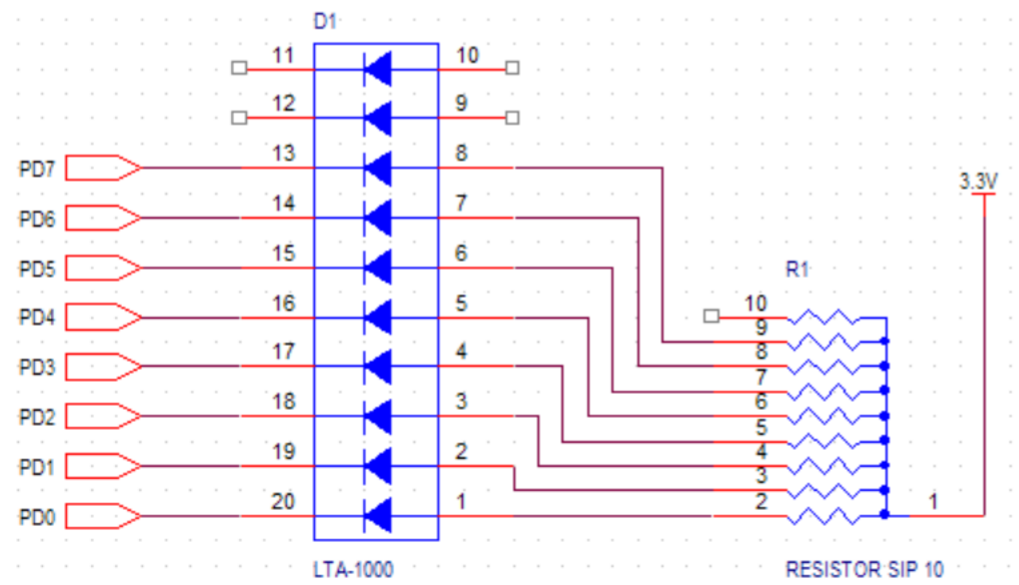 D1
11 10
12 9
PD7 13 8
3.3V
PD6 14 7
PD5 15 6
R1
PD4 16 5 10
9
PD3 17 4 8
7
PD2 18 3 6
5
PD1 19 2 4
3
PD0 20 1 2 1
LTA-1000 RESISTOR SIP 10